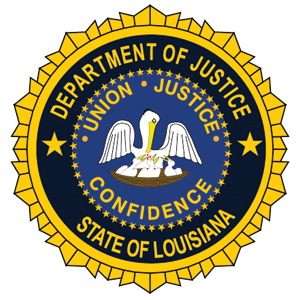 DEPARTMENT OF JUSTICE
UNION · JUSTICE ·
CONFIDENCE
STATE OF LOUISIANA